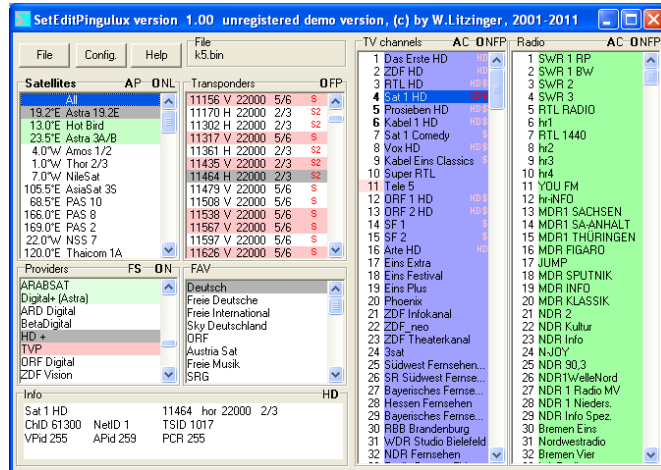 SetEditPingulux version 1.00 unregistered demo version, (c) by W.Litzinger, 2001-2011
File Config. Help
File
k5.bin
Satellites AP ONL
All
19.2°E Astra 19.2E
13.0°E Hot Bird
23.5°E Astra 3A/B
4.0°W Amos 1/2
1.0°W Thor 2/3
7.0°W NileSat
105.5°E AsiaSat 3S
68.5°E PAS 10
166.0°E PAS 8
169.0°E PAS 2
22.0°W NSS 7
120.0°E Thaicom 1A
Transponders OFP
11156 V 22000 5/6 S
11170 H 22000 2/3 S2
11302 H 22000 2/3 S2
11317 V 22000 5/6 S
11361 H 22000 2/3 S2
11435 V 22000 2/3 S2
11464 H 22000 2/3 S2
11479 V 22000 5/6 S
11508 V 22000 5/6 S
11538 V 22000 5/6 S
11567 V 22000 5/6 S
11597 V 22000 5/6 S
11626 V 22000 5/6 S
Providers FS ON
ARABSAT
Digital+ (Astra)
ARD Digital
BetaDigital
HD +
TVP
ORF Digital
ZDF Vision
FAV
Deutsch
Freie Deutsche
Freie International
Sky Deutschland
ORF
Austria Sat
Freie Musik
SRG
Info HD
Sat 1 HD 11464 hor 22000 2/3
ChID 61300 NetID 1 TSID 1017
VPid 255 APid 259 PCR 255
TV channels AC ONFP
1 Das Erste HD HD
2 ZDF HD HD
3 RTL HD HD$
4 Sat 1 HD HD$
5 Prosieben HD HD$
6 Kabel 1 HD HD$
7 Sat 1 Comedy $
8 Vox HD HD$
9 Kabel Eins Classics $
10 Super RTL
11 Tele 5
12 ORF 1 HD HD$
13 ORF 2 HD HD$
14 SF 1 $
15 SF 2 $
16 Arte HD HD
17 Eins Extra
18 Eins Festival
19 Eins Plus
20 Phoenix
21 ZDF Infokanal
22 ZDF_neo
23 ZDF Theaterkanal
24 3sat
25 Südwest Fernsehen...
26 SR Südwest Fernse...
27 Bayerisches Fernse...
28 Hessen Fernsehen
29 Bayerisches Fernse...
30 RBB Brandenburg
31 WDR Studio Bielefeld
32 NDR Fernsehen
Radio AC ONFP
1 SWR 1 RP
2 SWR 1 BW
3 SWR 2
4 SWR 3
5 RTL RADIO
6 hr1
7 RTL 1440
8 hr2
9 hr3
10 hr4
11 YOU FM
12 hr-iNFO
13 MDR1 SACHSEN
14 MDR1 SA-ANHALT
15 MDR1 THÜRINGEN
16 MDR FIGARO
17 JUMP
18 MDR SPUTNIK
19 MDR INFO
20 MDR KLASSIK
21 NDR 2
22 NDR Kultur
23 NDR Info
24 N-JOY
25 NDR 90,3
26 NDR1WelleNord
27 NDR 1 Radio MV
28 NDR 1 Nieders.
29 NDR Info Spez.
30 Bremen Eins
31 Nordwestradio
32 Bremen Vier